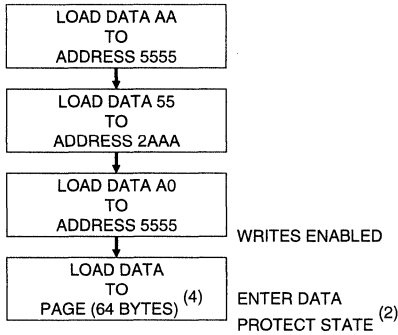 LOAD DATA AA
TO
ADDRESS 5555
LOAD DATA 55
TO
ADDRESS 2AAA
LOAD DATA A0
TO
ADDRESS 5555
WRITES ENABLED
LOAD DATA
TO
PAGE (64 BYTES) (4)
ENTER DATA
PROTECT STATE (2)